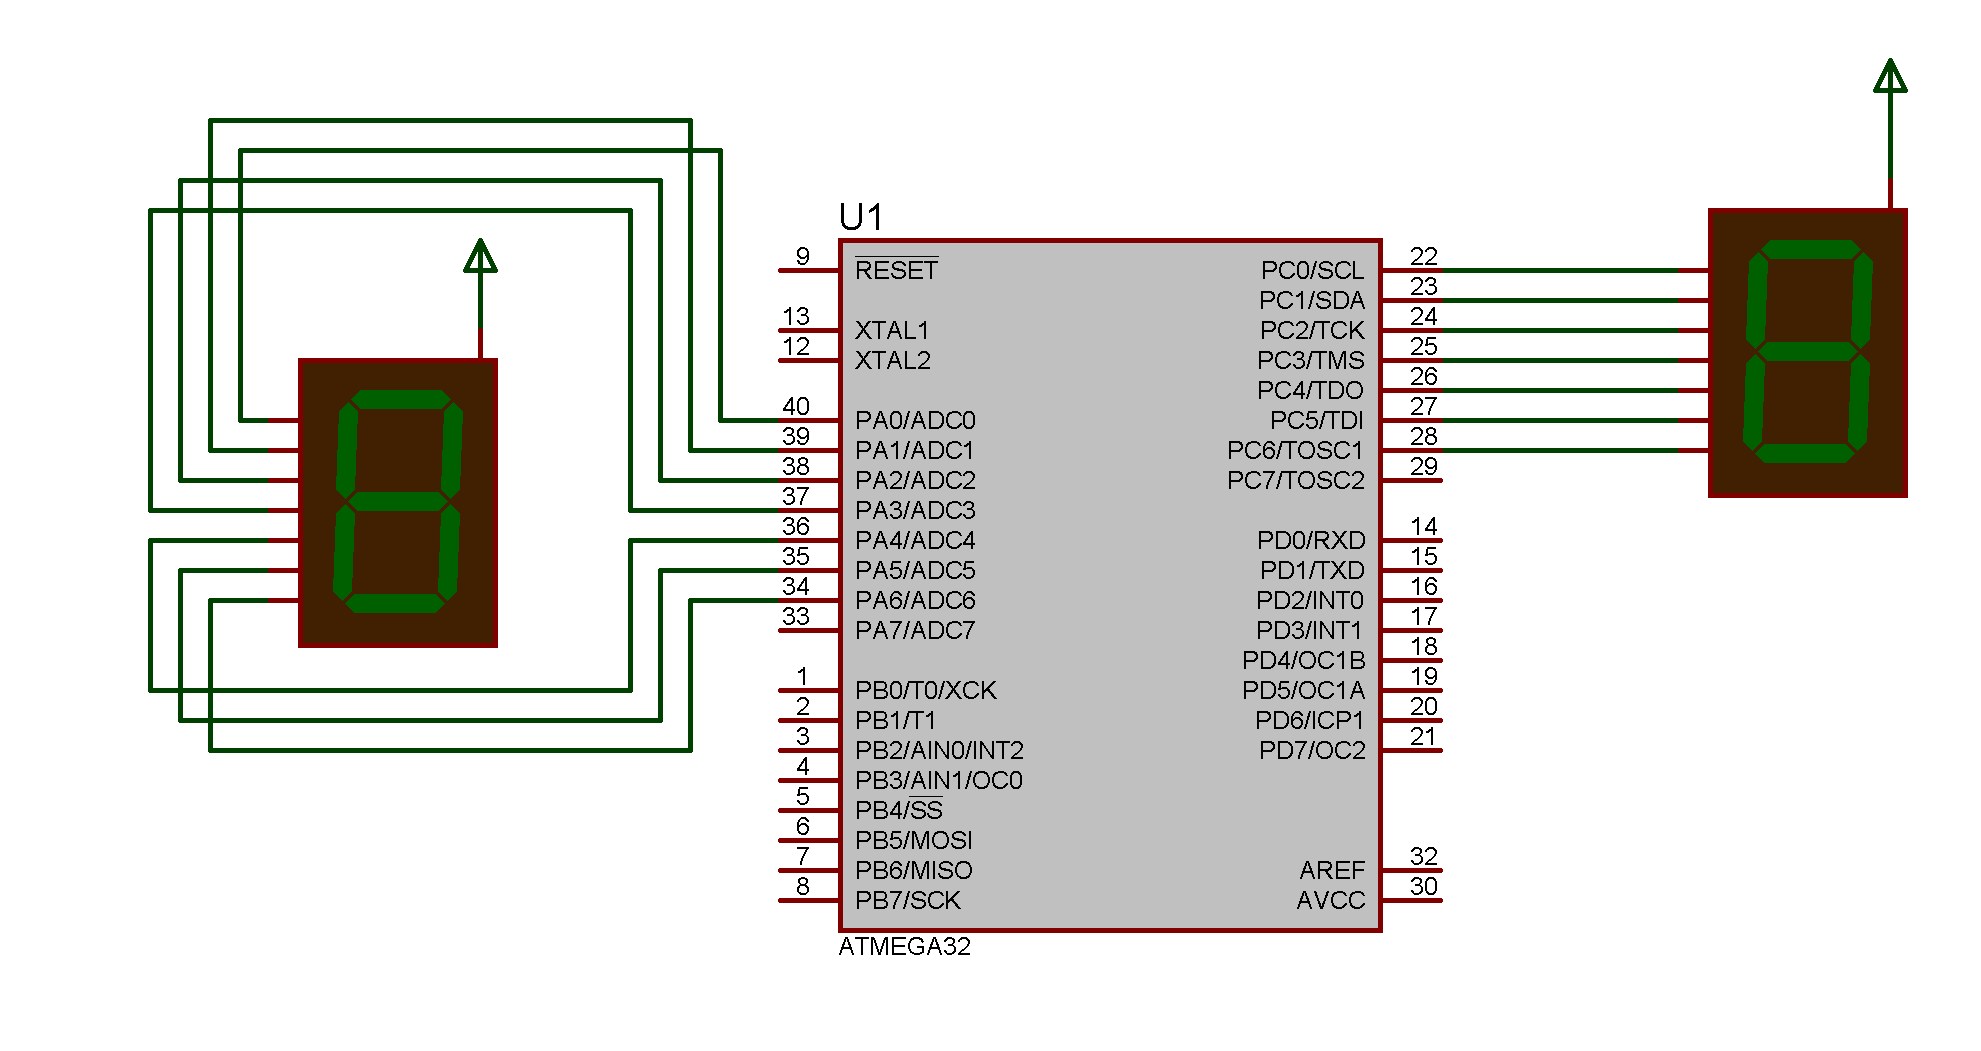 U1
9 RESET
13 XTAL1
12 XTAL2
40 PA0/ADC0
39 PA1/ADC1
38 PA2/ADC2
37 PA3/ADC3
36 PA4/ADC4
35 PA5/ADC5
34 PA6/ADC6
33 PA7/ADC7
1 PB0/T0/XCK
2 PB1/T1
3 PB2/AIN0/INT2
4 PB3/AIN1/OC0
5 PB4/SS
6 PB5/MOSI
7 PB6/MISO
8 PB7/SCK
PC0/SCL 22
PC1/SDA 23
PC2/TCK 24
PC3/TMS 25
PC4/TDO 26
PC5/TDI 27
PC6/TOSC1 28
PC7/TOSC2 29
PD0/RXD 14
PD1/TXD 15
PD2/INT0 16
PD3/INT1 17
PD4/OC1B 18
PD5/OC1A 19
PD6/ICP1 20
PD7/OC2 21
AREF 32
AVCC 30
ATMEGA32